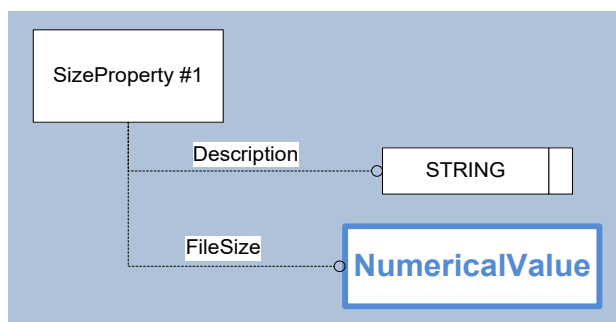 SizeProperty #1
Description
STRING
FileSize
NumericalValue